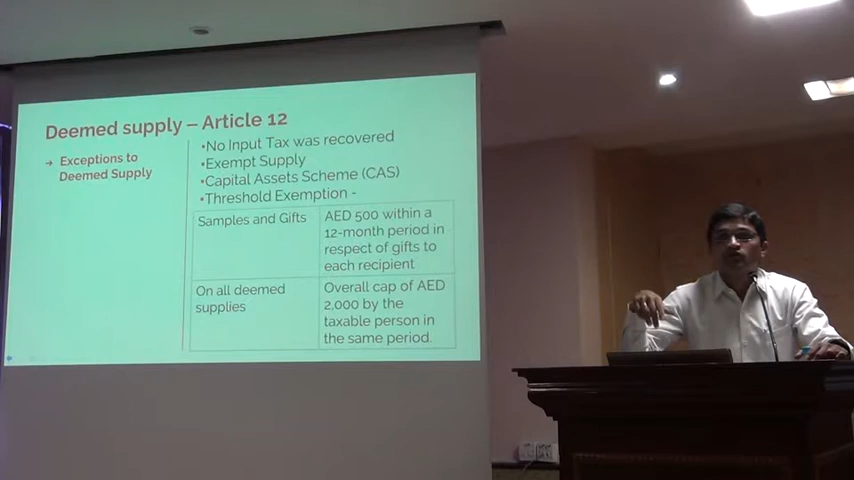 Deemed supply – Article 12
→ Exceptions to
Deemed Supply
•No Input Tax was recovered
•Exempt Supply
•Capital Assets Scheme (CAS)
•Threshold Exemption -
Samples and Gifts
AED 500 within a
12-month period in
respect of gifts to
each recipient
On all deemed
supplies
Overall cap of AED
2,000 by the
taxable person in
the same period.